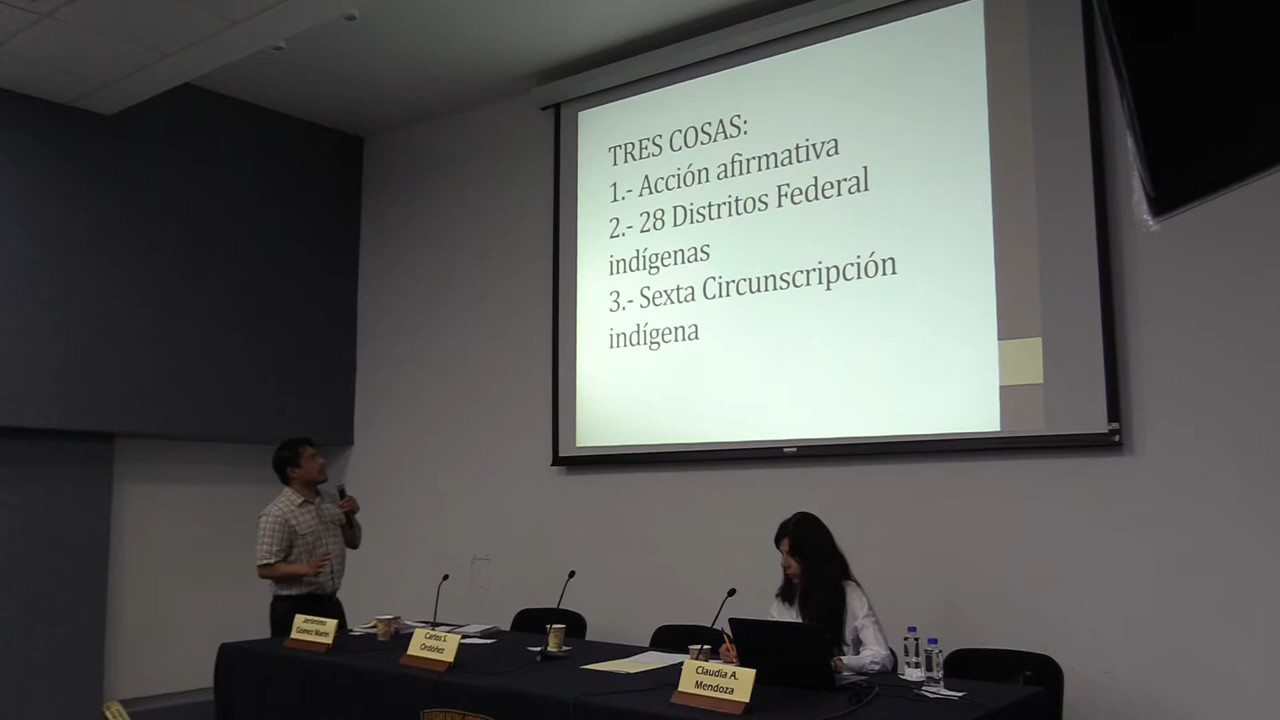 TRES COSAS:
1.- Acción afirmativa
2.- 28 Distritos Federal
indígenas
3.- Sexta Circunscripción
indígena
Jerónimo
Gómez Marín
Carlos S.
Ordóñez
Claudia A.
Mendoza